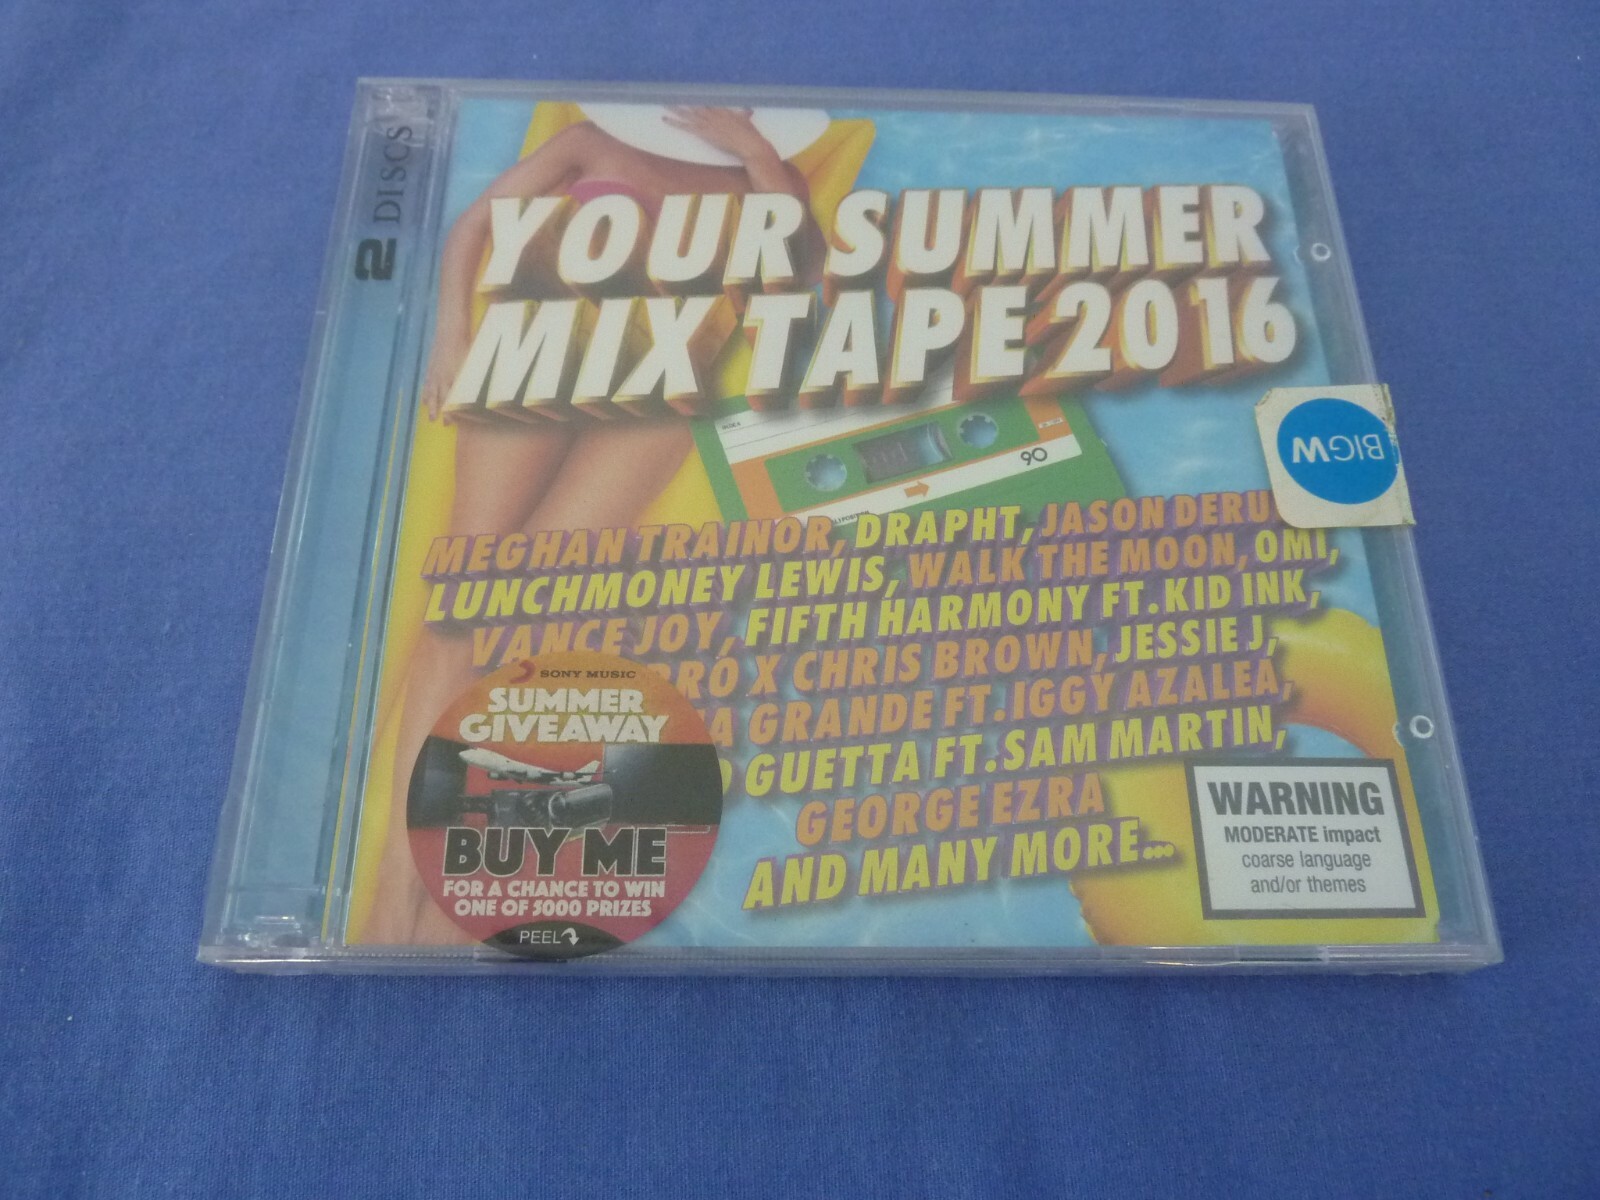 2 DISCS
YOUR SUMMER
MIX TAPE 2016
INDEX
90
BIG W
MEGHAN TRAINOR, DRAPHT, JASON DERU
LUNCHMONEY LEWIS, WALK THE MOON, OMI,
VANCE JOY, FIFTH HARMONY FT. KID INK,
RO X CHRIS BROWN, JESSIE J,
A GRANDE FT. IGGY AZALEA,
GUETTA FT. SAM MARTIN,
GEORGE EZRA
AND MANY MORE...
SONY MUSIC
SUMMER
GIVEAWAY
BUY ME
FOR A CHANCE TO WIN
ONE OF 5000 PRIZES
PEEL
WARNING
MODERATE impact
coarse language
and/or themes